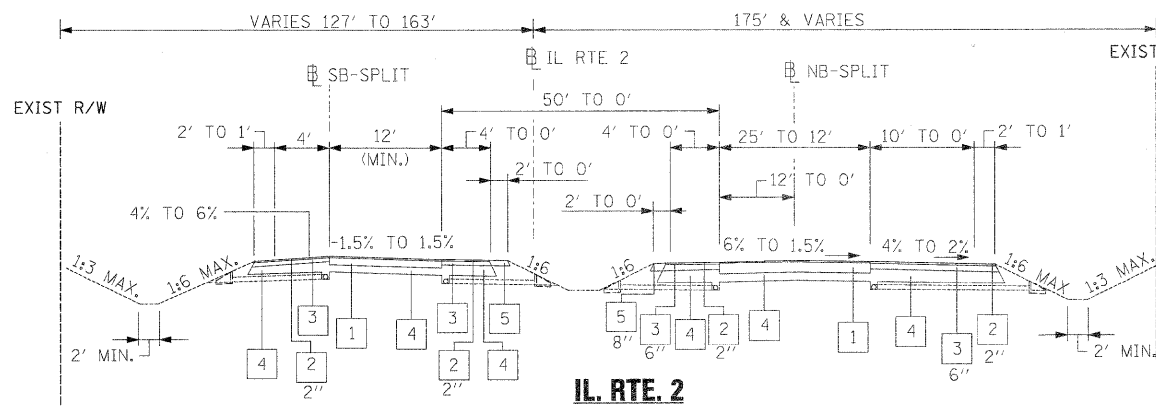 VARIES 127' TO 163'
175' & VARIES
EXIST
IL RTE 2
SB-SPLIT
NB-SPLIT
50' TO 0'
EXIST R/W
2' TO 1'
4'
12'
(MIN.)
4' TO 0'
4' TO 0'
25' TO 12'
10' TO 0'
2' TO 1'
2' TO 0'
12' TO 0'
2' TO 0'
4% TO 6%
-1.5% TO 1.5%
6% TO 1.5%
4% TO 2%
1:3 MAX.
1:6 MAX.
1:6
1:6
1:6 MAX
1:3 MAX.
2' MIN.
4
2
2''
3
1
4
3
2
2''
4
5
5
8''
3
6''
4
2
2''
4
1
4
3
6''
2
2''
2' MIN.
IL. RTE. 2